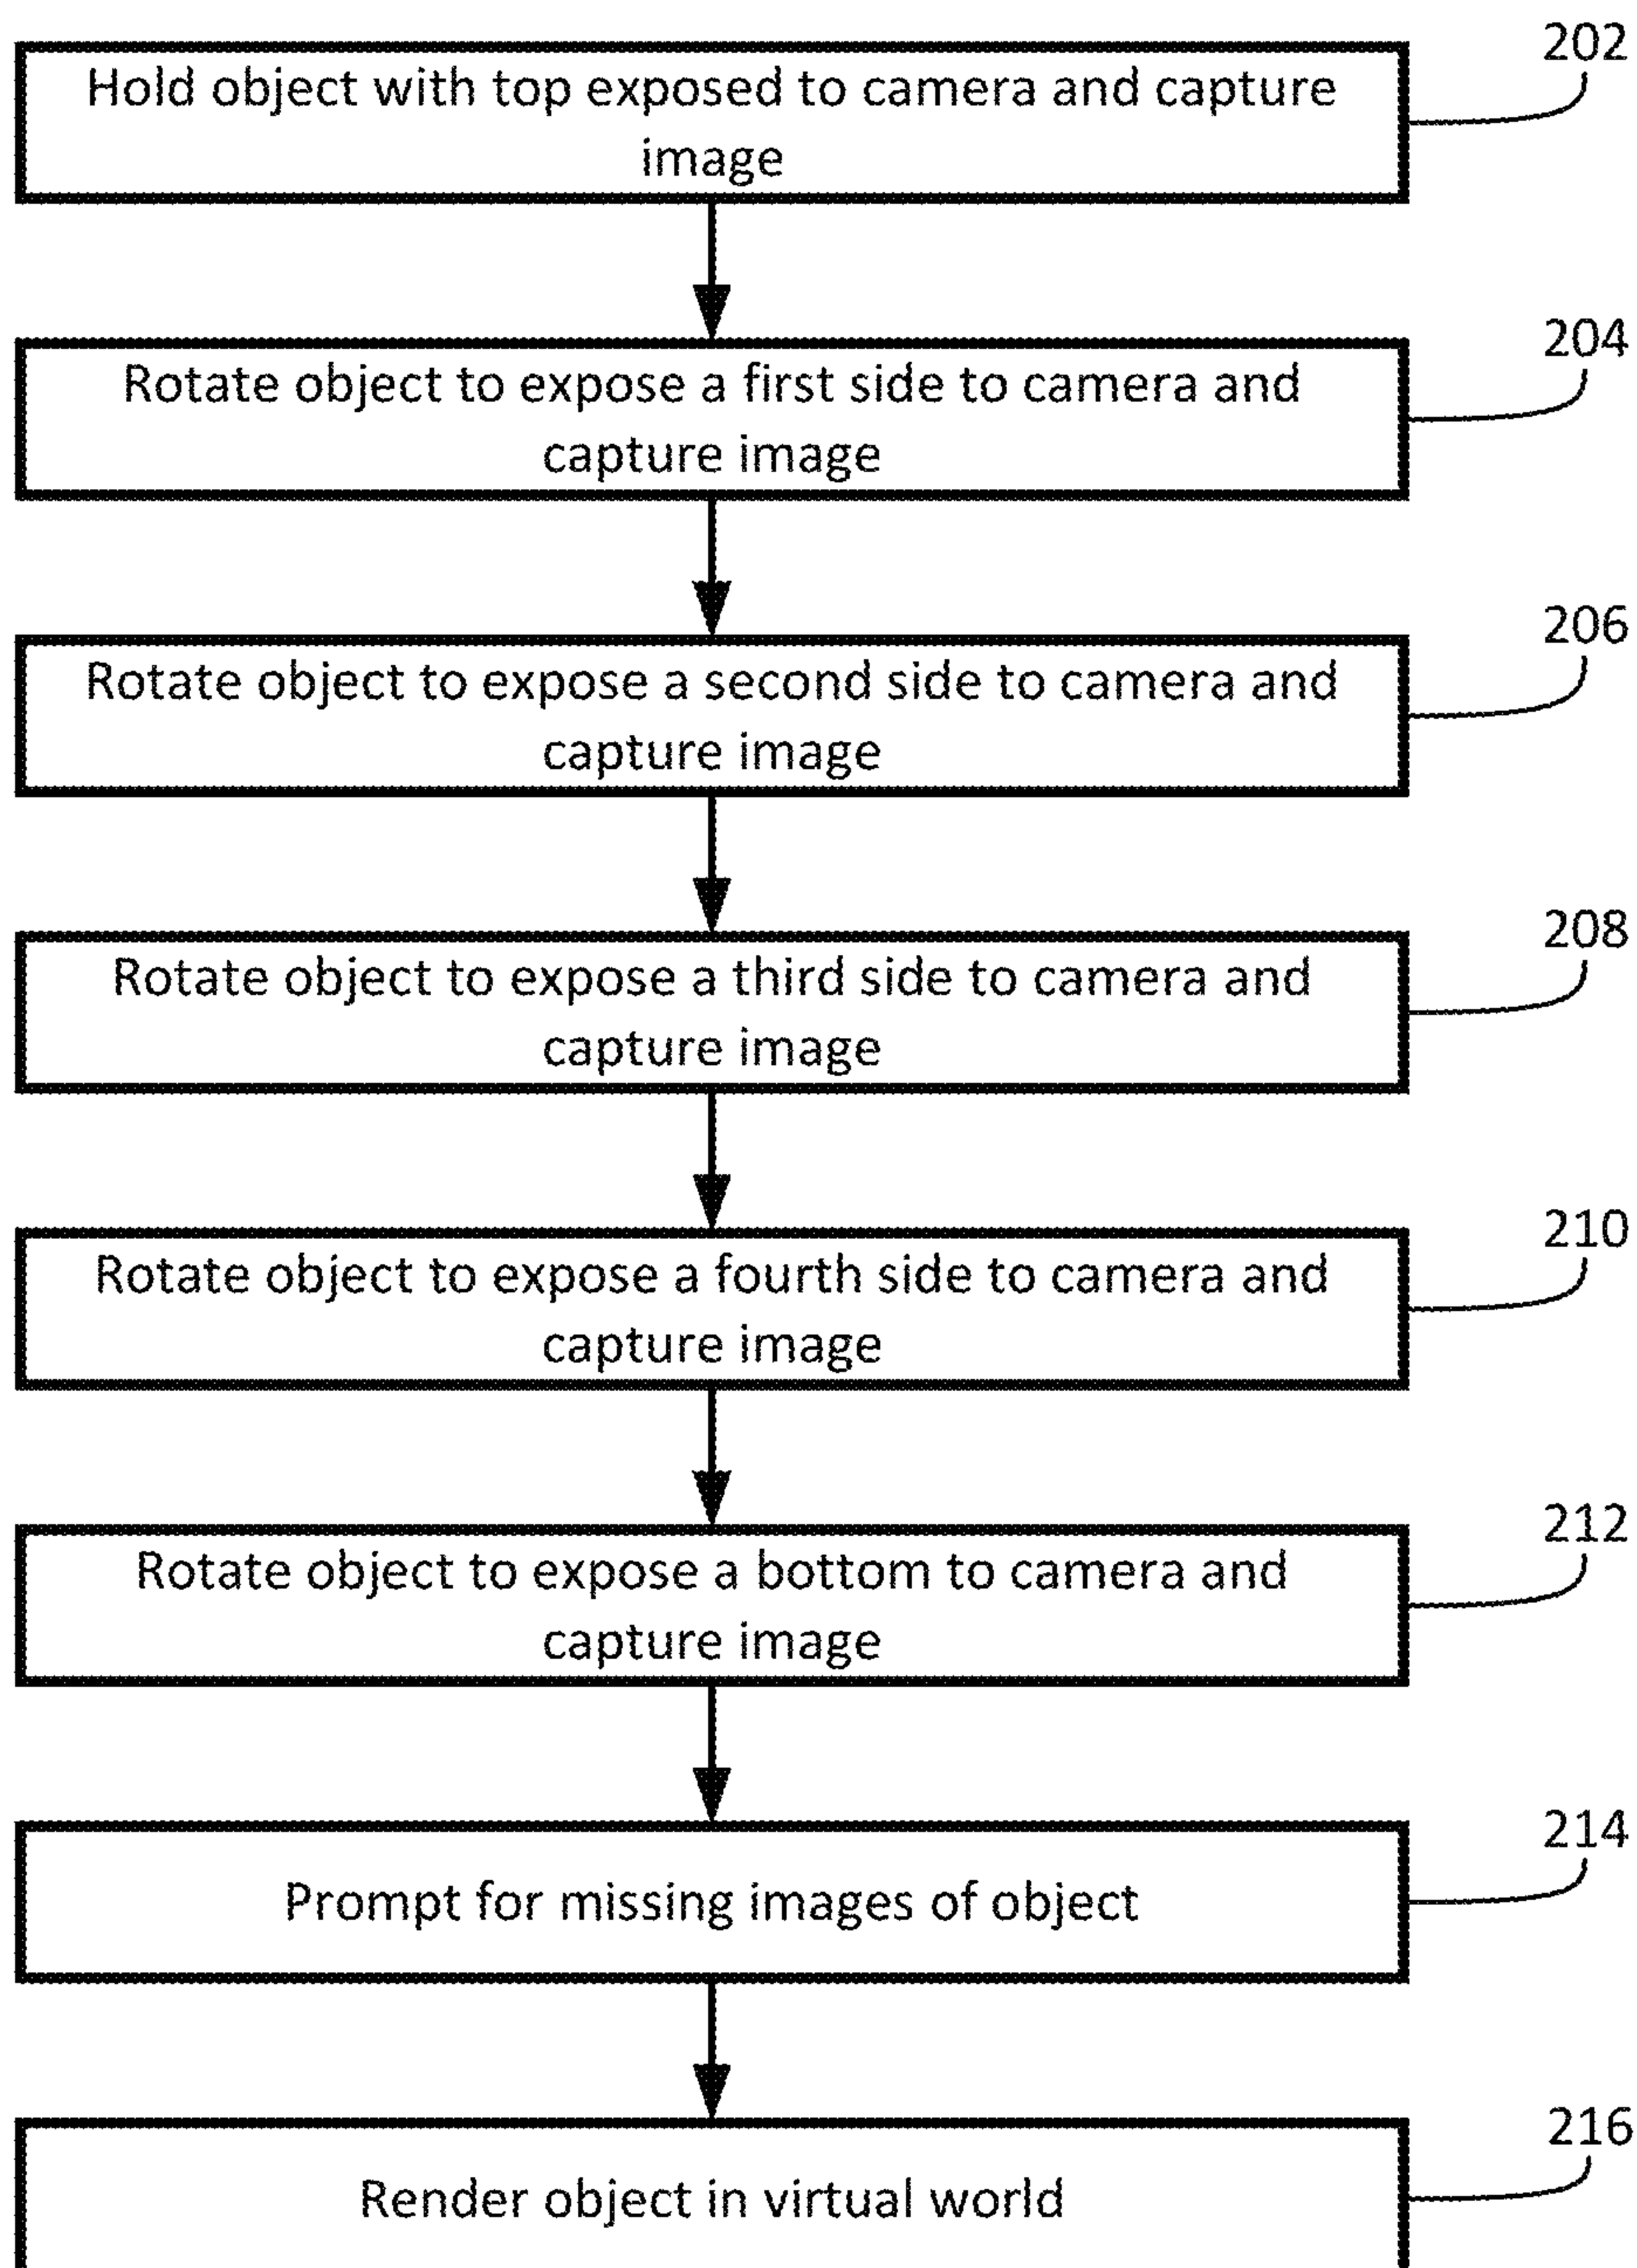 202
Hold object with top exposed to camera and capture
image
204
Rotate object to expose a first side to camera and
capture image
206
Rotate object to expose a second side to camera and
capture image
208
Rotate object to expose a third side to camera and
capture image
210
Rotate object to expose a fourth side to camera and
capture image
212
Rotate object to expose a bottom to camera and
capture image
214
Prompt for missing images of object
216
Render object in virtual world